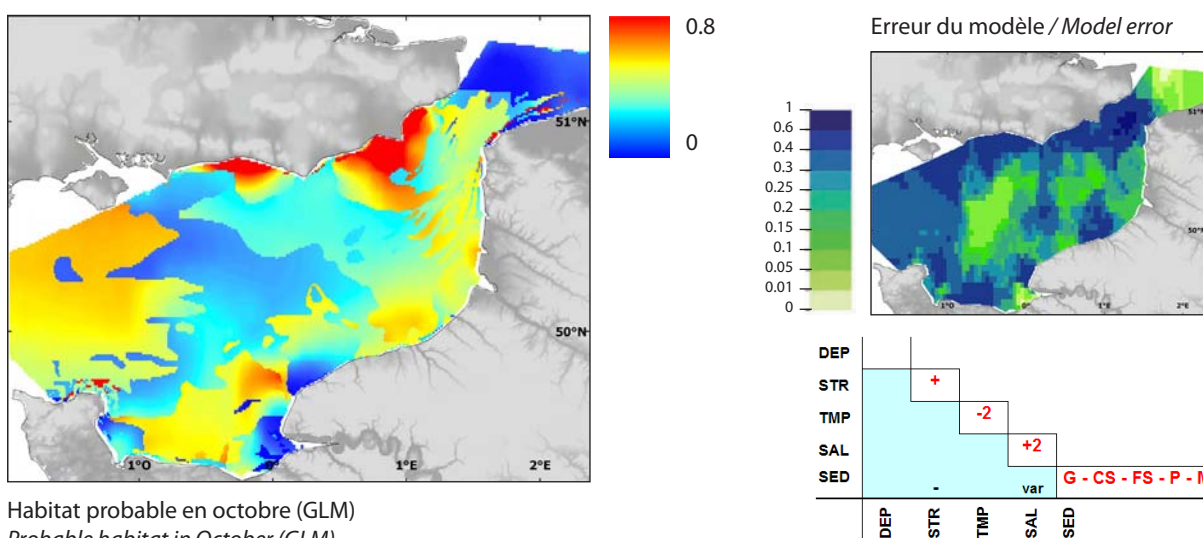 0.8
0
51°N
50°N
1°O
0°
1°E
2°E
Habitat probable en octobre (GLM)
Probable habitat in October (GLM)
Erreur du modèle / Model error
1
0.6
0.4
0.3
0.25
0.2
0.15
0.1
0.05
0.01
0
51°N
50°N
1°O
0°
1°E
2°E
DEP
STR +
TMP -2
SAL +2
SED - var G - CS - FS - P - M
DEP STR TMP SAL SED